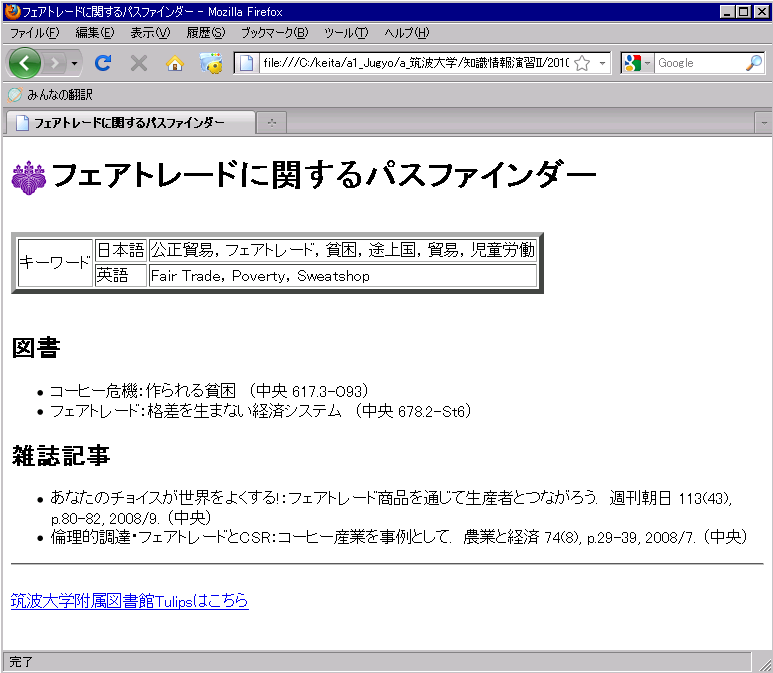 フェアトレードに関するパスファインダー - Mozilla Firefox
ファイル(F) 編集(E) 表示(V) 履歴(S) ブックマーク(B) ツール(T) ヘルプ(H)
file:///C:/keita/a1_Jugyo/a_筑波大学/知識情報演習II/2010 Google
みんなの翻訳
フェアトレードに関するパスファインダー
フェアトレードに関するパスファインダー
キーワード 日本語 公正貿易, フェアトレード, 貧困, 途上国, 貿易, 児童労働
英語 Fair Trade, Poverty, Sweatshop
図書
• コーヒー危機:作られる貧困 (中央 617.3-O93)
• フェアトレード:格差を生まない経済システム (中央 678.2-St6)
雑誌記事
• あなたのチョイスが世界をよくする!:フェアトレード商品を通じて生産者とつながろう. 週刊朝日 113(43),
p.80-82, 2008/9. (中央)
• 倫理的調達・フェアトレードとCSR:コーヒー産業を事例として. 農業と経済 74(8), p.29-39, 2008/7. (中央)
筑波大学附属図書館Tulipsはこちら
完了